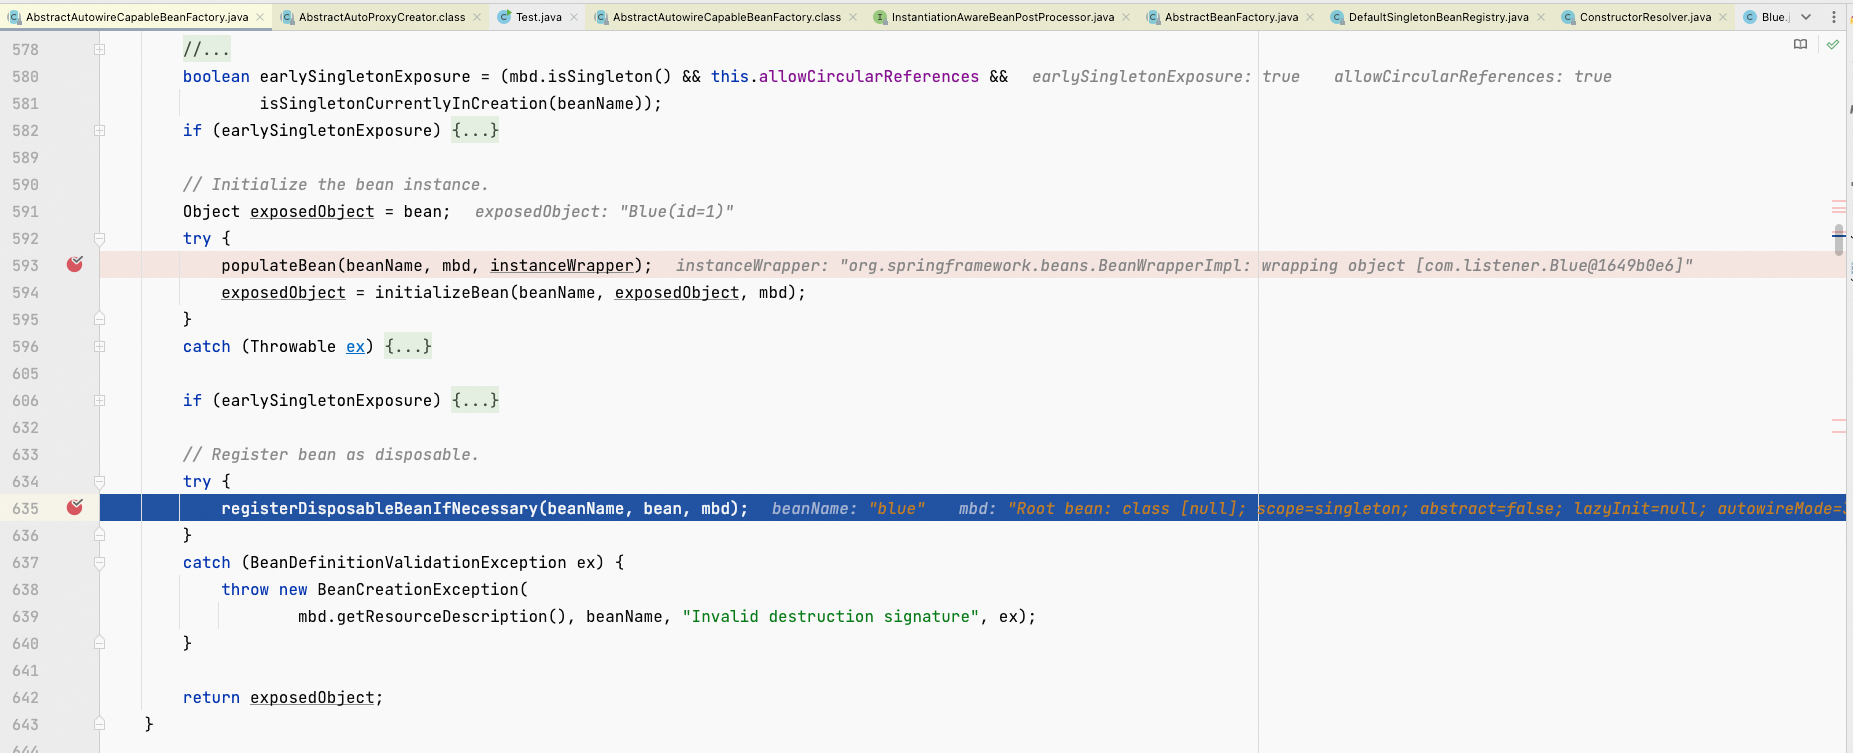 AbstractAutowireCapableBeanFactory.java AbstractAutoProxyCreator.class Test.java AbstractAutowireCapableBeanFactory.class InstantiationAwareBeanPostProcessor.java AbstractBeanFactory.java DefaultSingletonBeanRegistry.java ConstructorResolver.java Blue.
578 //...
580 boolean earlySingletonExposure = (mbd.isSingleton() && this.allowCircularReferences && earlySingletonExposure: true allowCircularReferences: true
581 isSingletonCurrentlyInCreation(beanName));
582 if (earlySingletonExposure) {...}
589
590 // Initialize the bean instance.
591 Object exposedObject = bean; exposedObject: "Blue(id=1)"
592 try {
593 populateBean(beanName, mbd, instanceWrapper); instanceWrapper: "org.springframework.beans.BeanWrapperImpl: wrapping object [com.listener.Blue@1649b0e6]"
594 exposedObject = initializeBean(beanName, exposedObject, mbd);
595 }
596 catch (Throwable ex) {...}
605
606 if (earlySingletonExposure) {...}
632
633 // Register bean as disposable.
634 try {
635 registerDisposableBeanIfNecessary(beanName, bean, mbd); beanName: "blue" mbd: "Root bean: class [null]; scope=singleton; abstract=false; lazyInit=null; autowireMode=
636 }
637 catch (BeanDefinitionValidationException ex) {
638 throw new BeanCreationException(
639 mbd.getResourceDescription(), beanName, "Invalid destruction signature", ex);
640 }
641
642 return exposedObject;
643 }
644